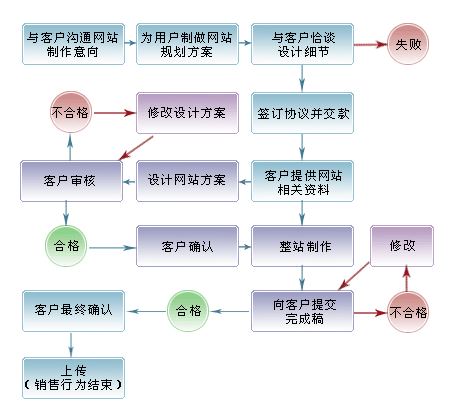 与客户沟通网站
制作意向
为用户制做网站
规划方案
与客户恰谈
设计细节
失败
不合格
修改设计方案
签订协议并交款
客户审核
设计网站方案
客户提供网站
相关资料
合格
客户确认
整站制作
修改
客户最终确认
合格
向客户提交
完成稿
不合格
上传
（销售行为结束）